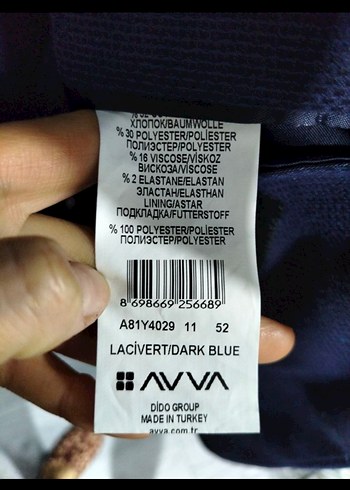 ХЛОПОК/BAUMWOLLE
% 30 POLYESTER/POLİESTER
ПОЛИЭСТЕР/POLYESTER
% 16 VISCOSE/VİSKOZ
ВИСКОЗА/VISCOSE
% 2 ELASTANE/ELASTAN
ЭЛАСТАН/ELASTHAN
LINING/ASTAR
ПОДКЛАДКА/FUTTERSTOFF
% 100 POLYESTER/POLİESTER
ПОЛИЭСТЕР/POLYESTER
8 698669 256689
A81Y4029 11 52
LACİVERT/DARK BLUE
AVVA
DİDO GROUP
MADE IN TURKEY
avva.com.tr